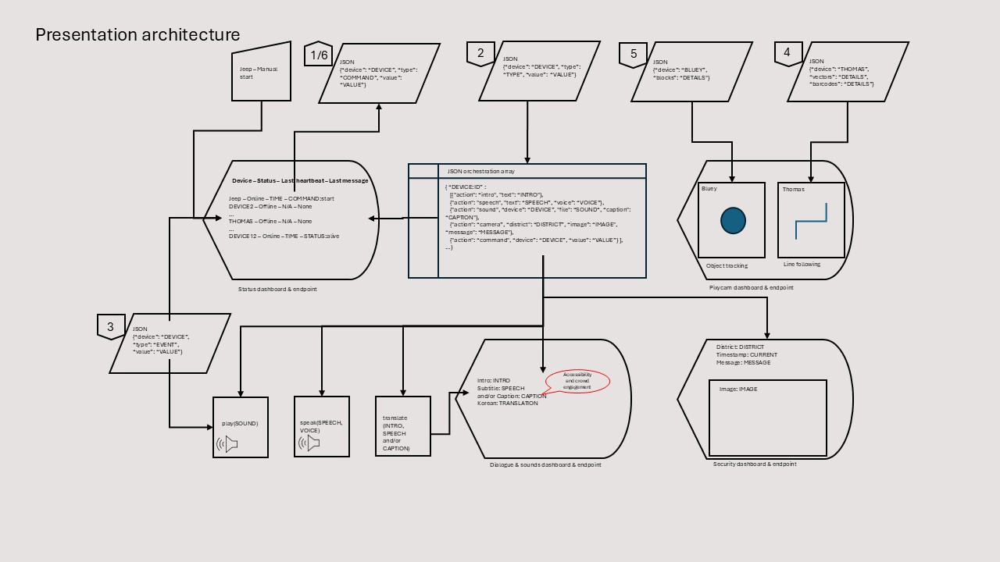 Presentation architecture
Jeep – Manual
start
1/6
JSON
{"device": "DEVICE", "type":
"COMMAND", "value":
"VALUE"}
2
JSON
{"device": "DEVICE", "type":
"TYPE", "value": "VALUE"}
5
JSON
{"device": "BLUEY",
"blocks": "DETAILS"}
4
JSON
{"device": "THOMAS",
"vectors": "DETAILS",
"barcodes": "DETAILS"}
Device – Status – Last heartbeat – Last message
Jeep – Online – TIME – COMMAND:start
DEVICE2 – Offline – N/A – None
...
THOMAS – Offline – N/A – None
...
DEVICE12 – Online – TIME – STATUS:alive
Status dashboard & endpoint
JSON orchestration array
{ "DEVICE:ID" :
[{"action": "intro", "text": "INTRO"},
{"action": "speech", "text": "SPEECH", "voice": "VOICE"},
{"action": "sound", "device": "DEVICE", "file": "SOUND", "caption":
"CAPTION"},
{"action": "camera", "district": "DISTRICT", "image": "IMAGE",
"message": "MESSAGE"},
{"action": "command", "device": "DEVICE", "value": "VALUE"} ],
...}
Bluey
Thomas
Object tracking
Line following
Pixycam dashboard & endpoint
3
JSON
{"device": "DEVICE",
"type": "EVENT",
"value": "VALUE"}
play(SOUND)
speak(SPEECH,
VOICE)
translate
(INTRO,
SPEECH
and/or
CAPTION)
Intro: INTRO
Subtitle: SPEECH
and/or Caption: CAPTION
Korean: TRANSLATION
Accessibility
and crowd
engagement
Dialogue & sounds dashboard & endpoint
District: DISTRICT
Timestamp: CURRENT
Message: MESSAGE
Image: IMAGE
Security dashboard & endpoint